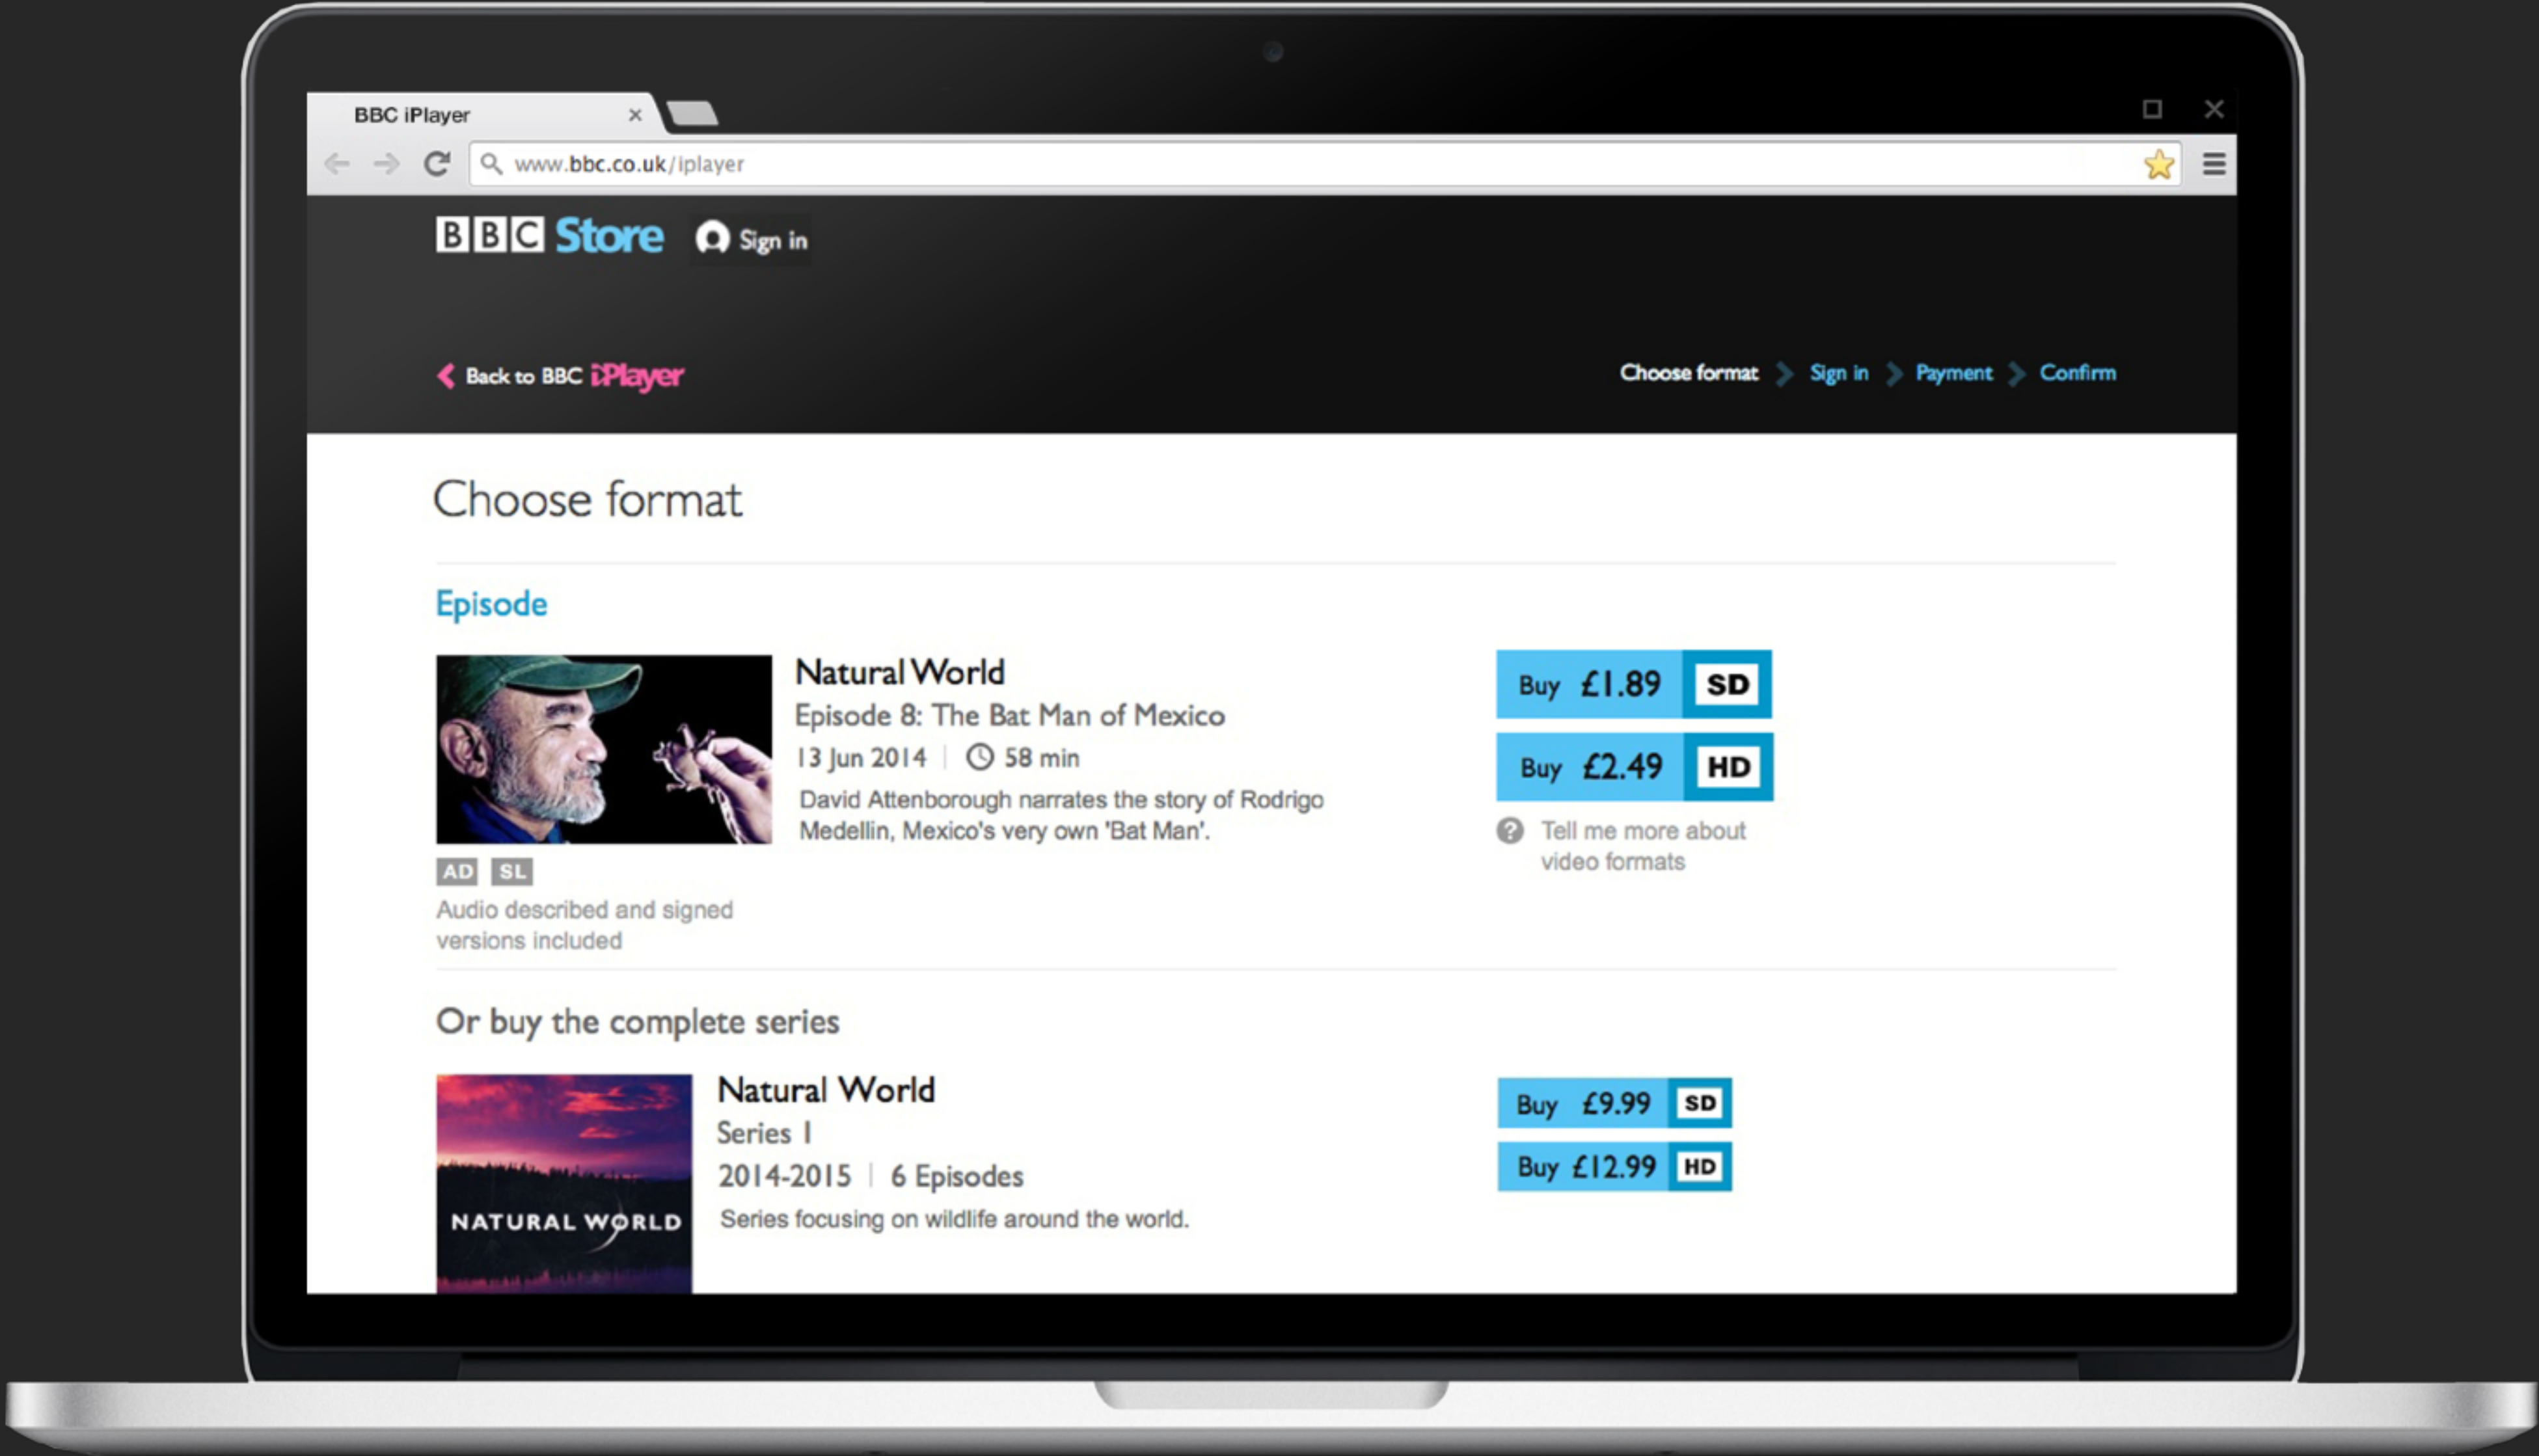 BBC iPlayer
www.bbc.co.uk/iplayer
BBC Store Sign in
Back to BBC iPlayer
Choose format Sign in Payment Confirm
Choose format
Episode
Natural World
Episode 8: The Bat Man of Mexico
13 Jun 2014 58 min
David Attenborough narrates the story of Rodrigo
Medellin, Mexico's very own 'Bat Man'.
AD SL
Audio described and signed
versions included
Buy £1.89 SD
Buy £2.49 HD
? Tell me more about
video formats
Or buy the complete series
NATURAL WORLD
Natural World
Series 1
2014-2015 6 Episodes
Series focusing on wildlife around the world.
Buy £9.99 SD
Buy £12.99 HD